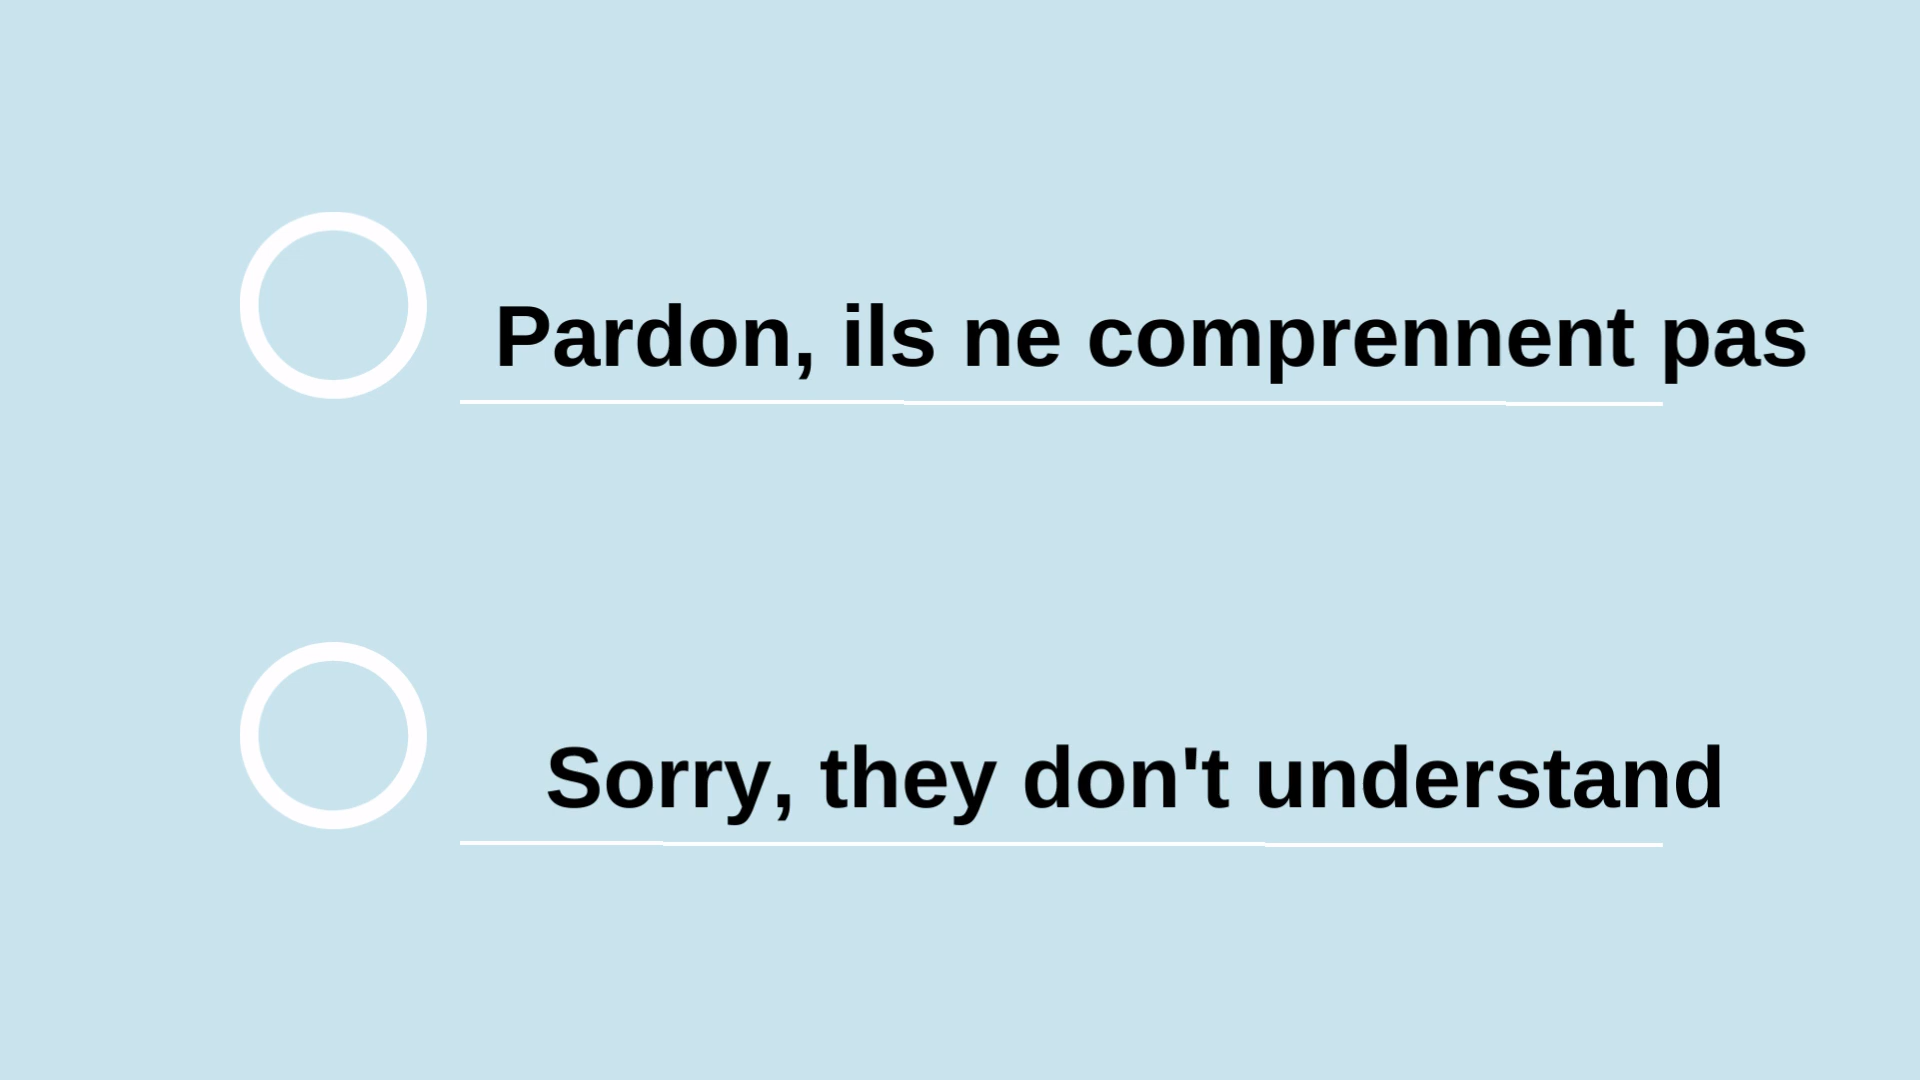 Pardon, ils ne comprennent pas
Sorry, they don't understand